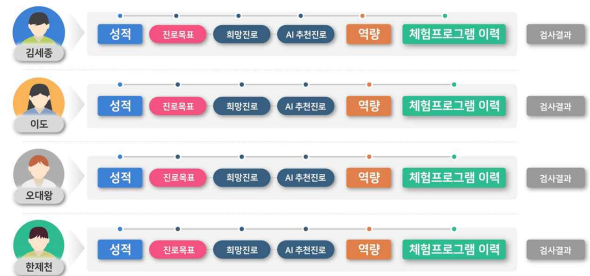 성적 진로목표 희망진로 AI 추천진로 역량 체험프로그램 이력 검사결과
김세종
성적 진로목표 희망진로 AI 추천진로 역량 체험프로그램 이력 검사결과
이도
성적 진로목표 희망진로 AI 추천진로 역량 체험프로그램 이력 검사결과
오대왕
성적 진로목표 희망진로 AI 추천진로 역량 체험프로그램 이력 검사결과
한제천